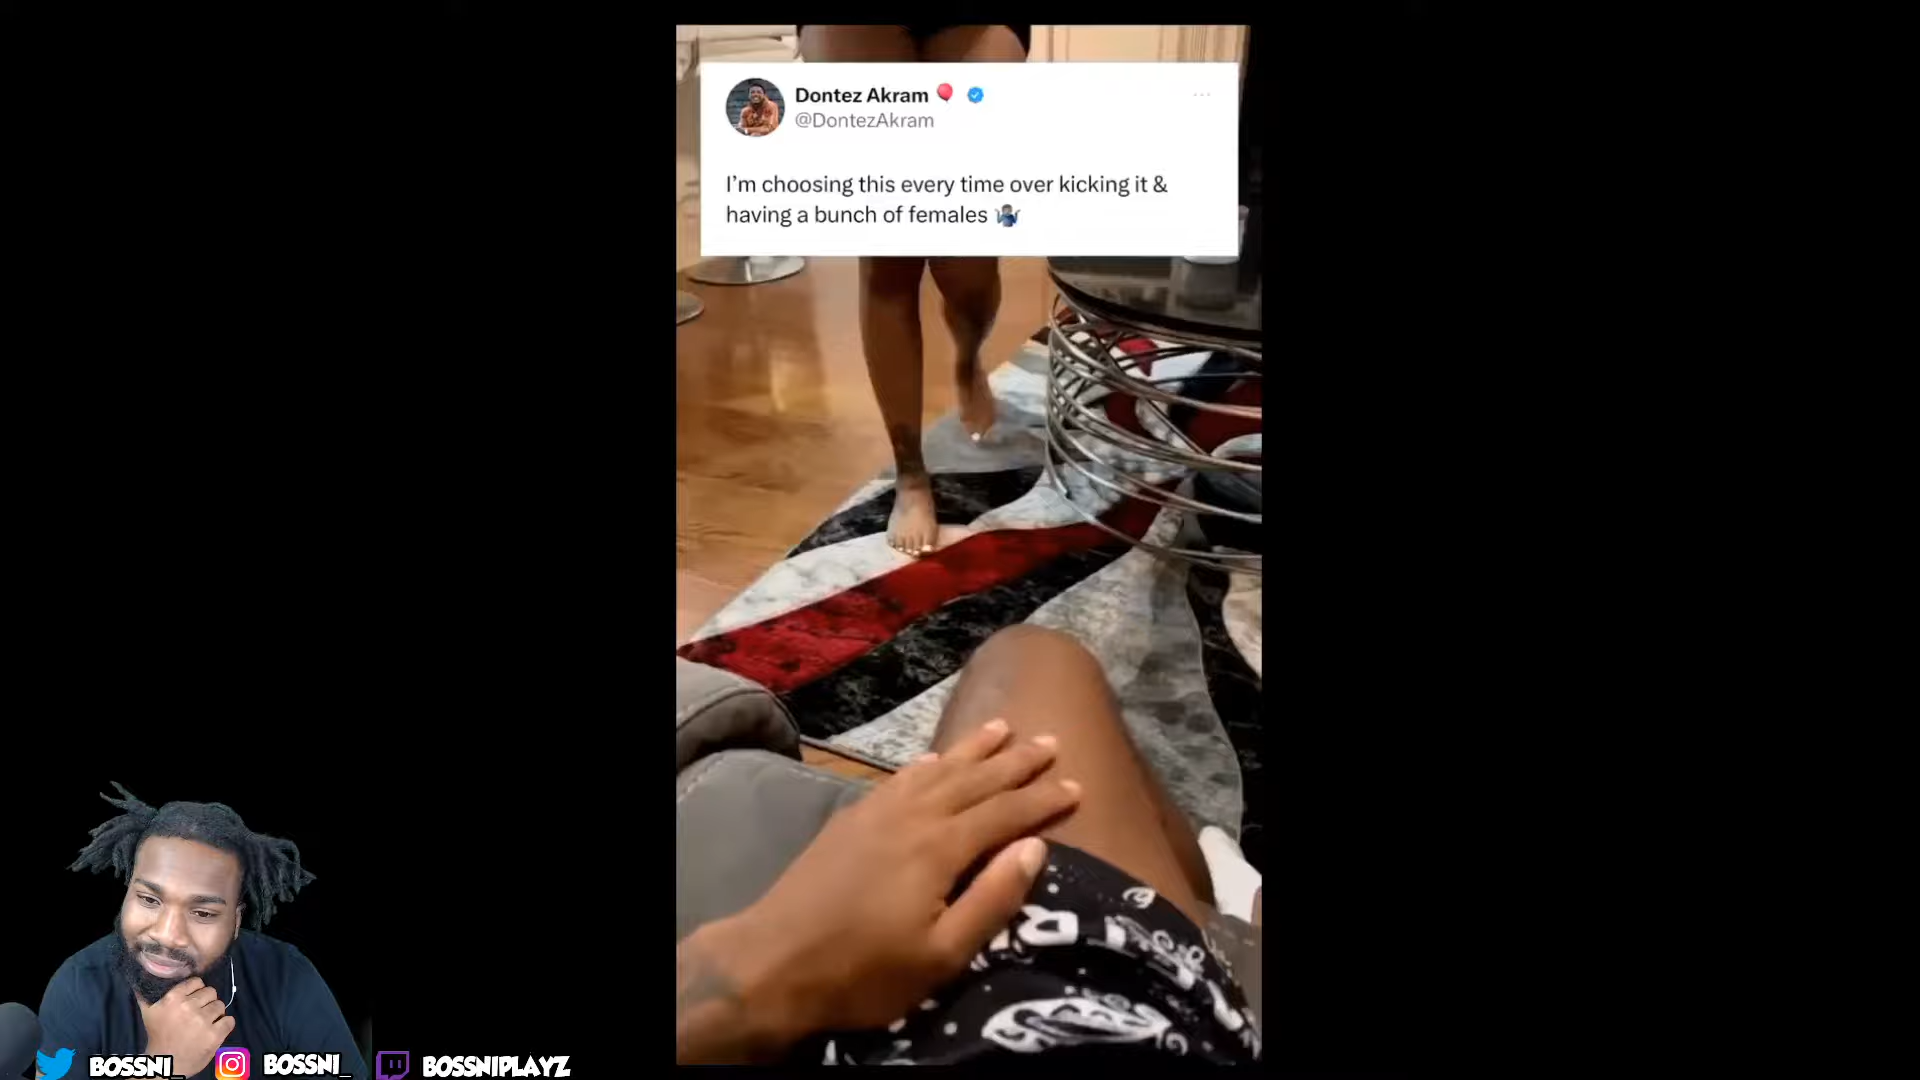 Dontez Akram
@DontezAkram
I'm choosing this every time over kicking it &
having a bunch of females
BOSSNI_
BOSSNI_
BOSSNIPLAYZ